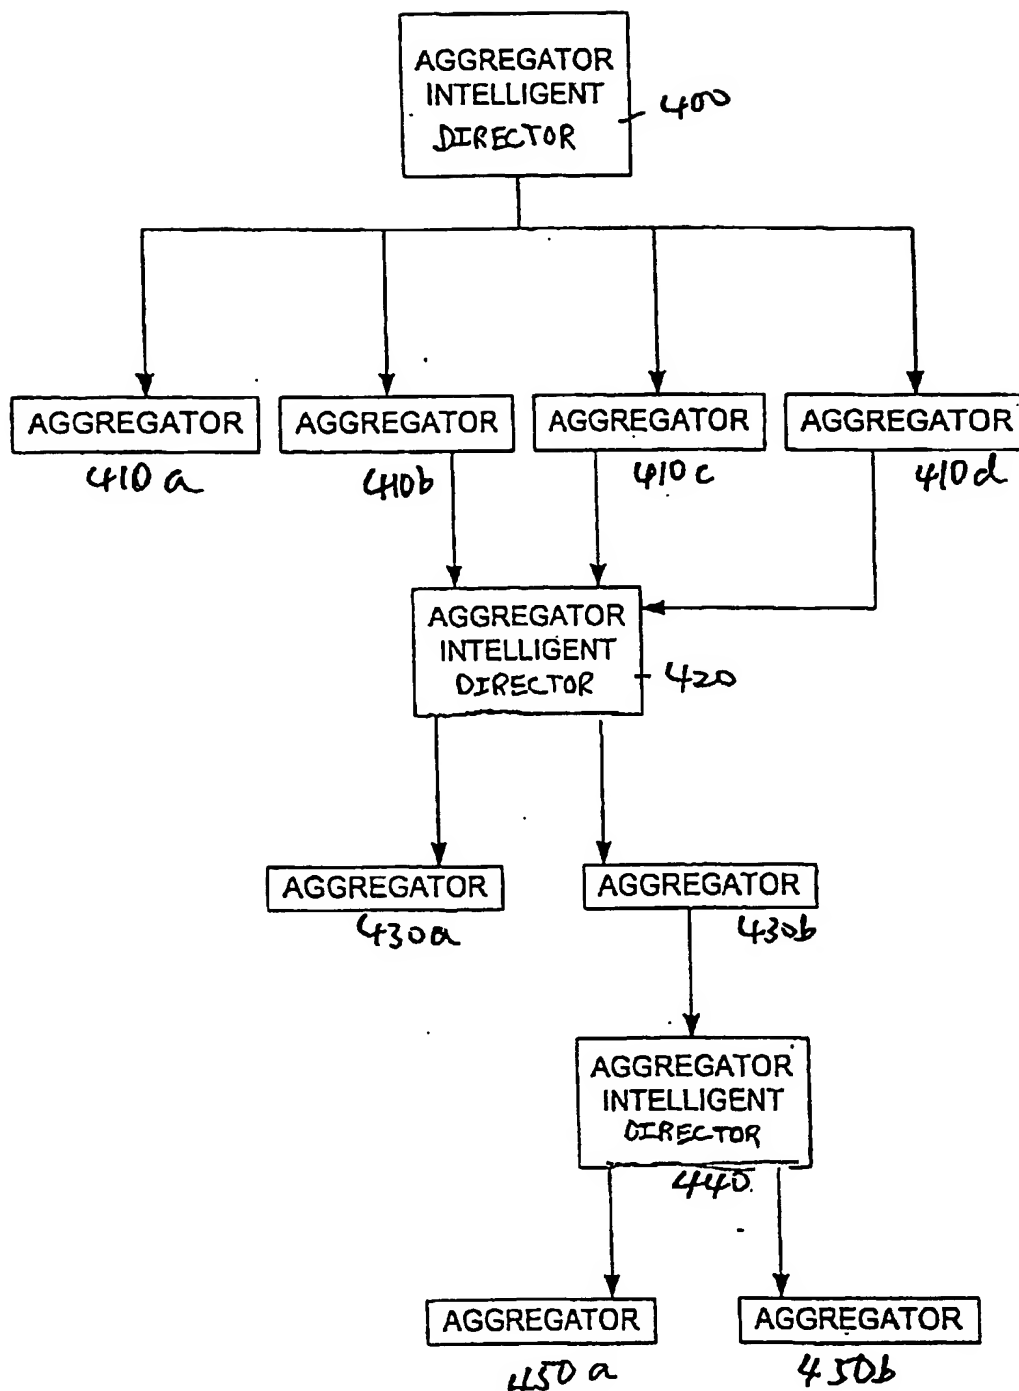 AGGREGATOR
INTELLIGENT
DIRECTOR
400
AGGREGATOR
AGGREGATOR
AGGREGATOR
AGGREGATOR
410a
410b
410c
410d
AGGREGATOR
INTELLIGENT
DIRECTOR
420
AGGREGATOR
AGGREGATOR
430a
430b
AGGREGATOR
INTELLIGENT
DIRECTOR
440
AGGREGATOR
AGGREGATOR
450a
450b